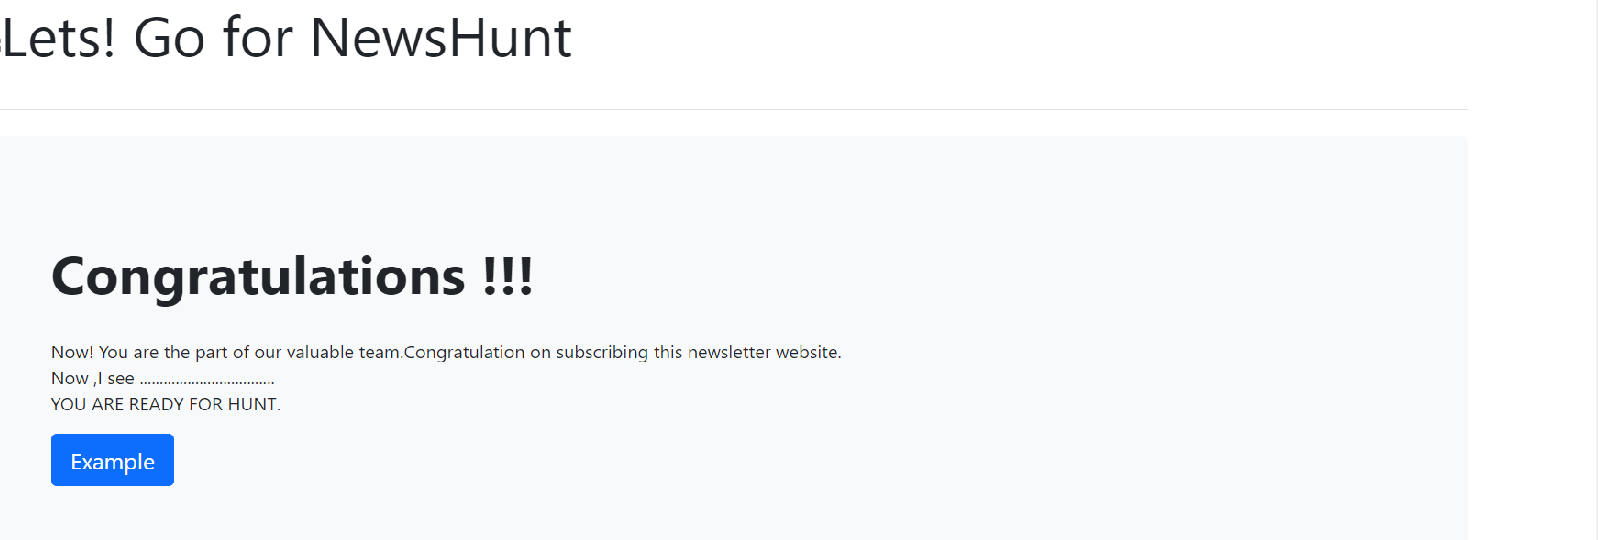 Lets! Go for NewsHunt
Congratulations !!!
Now! You are the part of our valuable team.Congratulation on subscribing this newsletter website.
Now ,I see ..................................
YOU ARE READY FOR HUNT.
Example